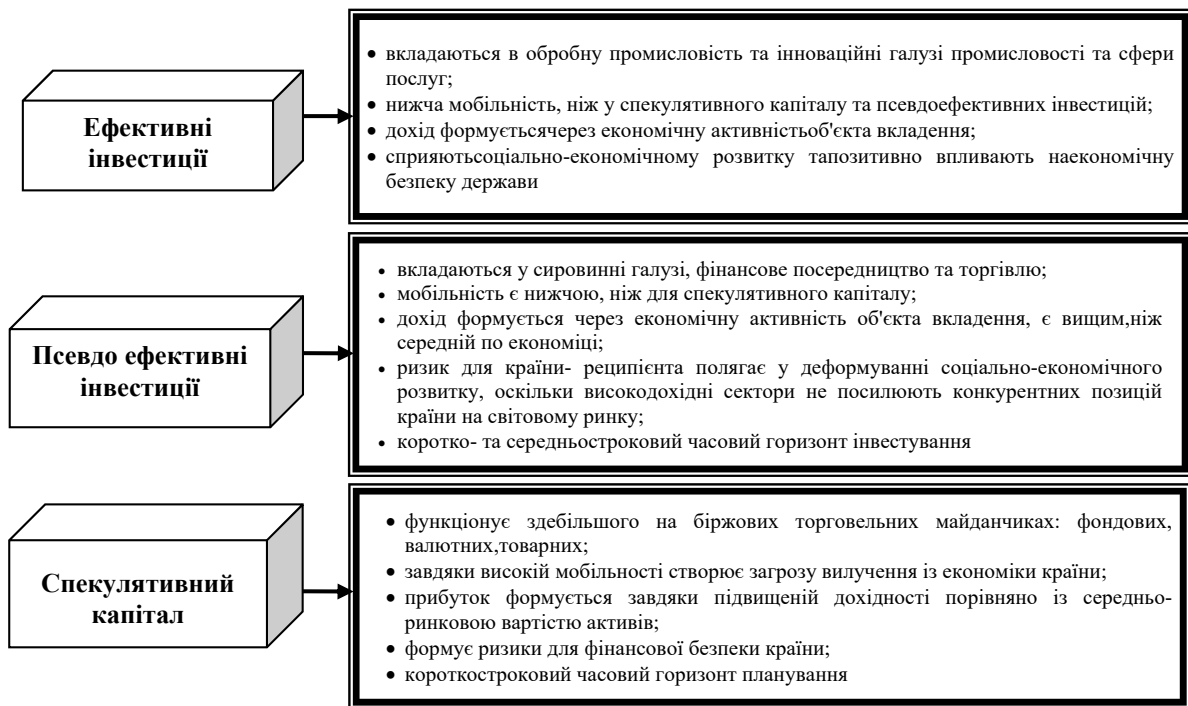 Ефективні
інвестиції
• вкладаються в обробну промисловість та інноваційні галузі промисловості та сфери
послуг;
• нижча мобільність, ніж у спекулятивного капіталу та псевдоефективних інвестицій;
• дохід формуєтьсячерез економічну активністьоб'єкта вкладення;
• сприяютьсоціально-економічному розвитку тапозитивно впливають наекономічну
безпеку держави
Псевдо ефективні
інвестиції
• вкладаються у сировинні галузі, фінансове посередництво та торгівлю;
• мобільність є нижчою, ніж для спекулятивного капіталу;
• дохід формується через економічну активність об'єкта вкладення, є вищим,ніж
середній по економіці;
• ризик для країни- реципієнта полягає у деформуванні соціально-економічного
розвитку, оскільки високодохідні сектори не посилюють конкурентних позицій
країни на світовому ринку;
• коротко- та середньостроковий часовий горизонт інвестування
Спекулятивний
капітал
• функціонує здебільшого на біржових торговельних майданчиках: фондових,
валютних,товарних;
• завдяки високій мобільності створює загрозу вилучення із економіки країни;
• прибуток формується завдяки підвищеній дохідності порівняно із середньо-
ринковою вартістю активів;
• формує ризики для фінансової безпеки країни;
• короткостроковий часовий горизонт планування